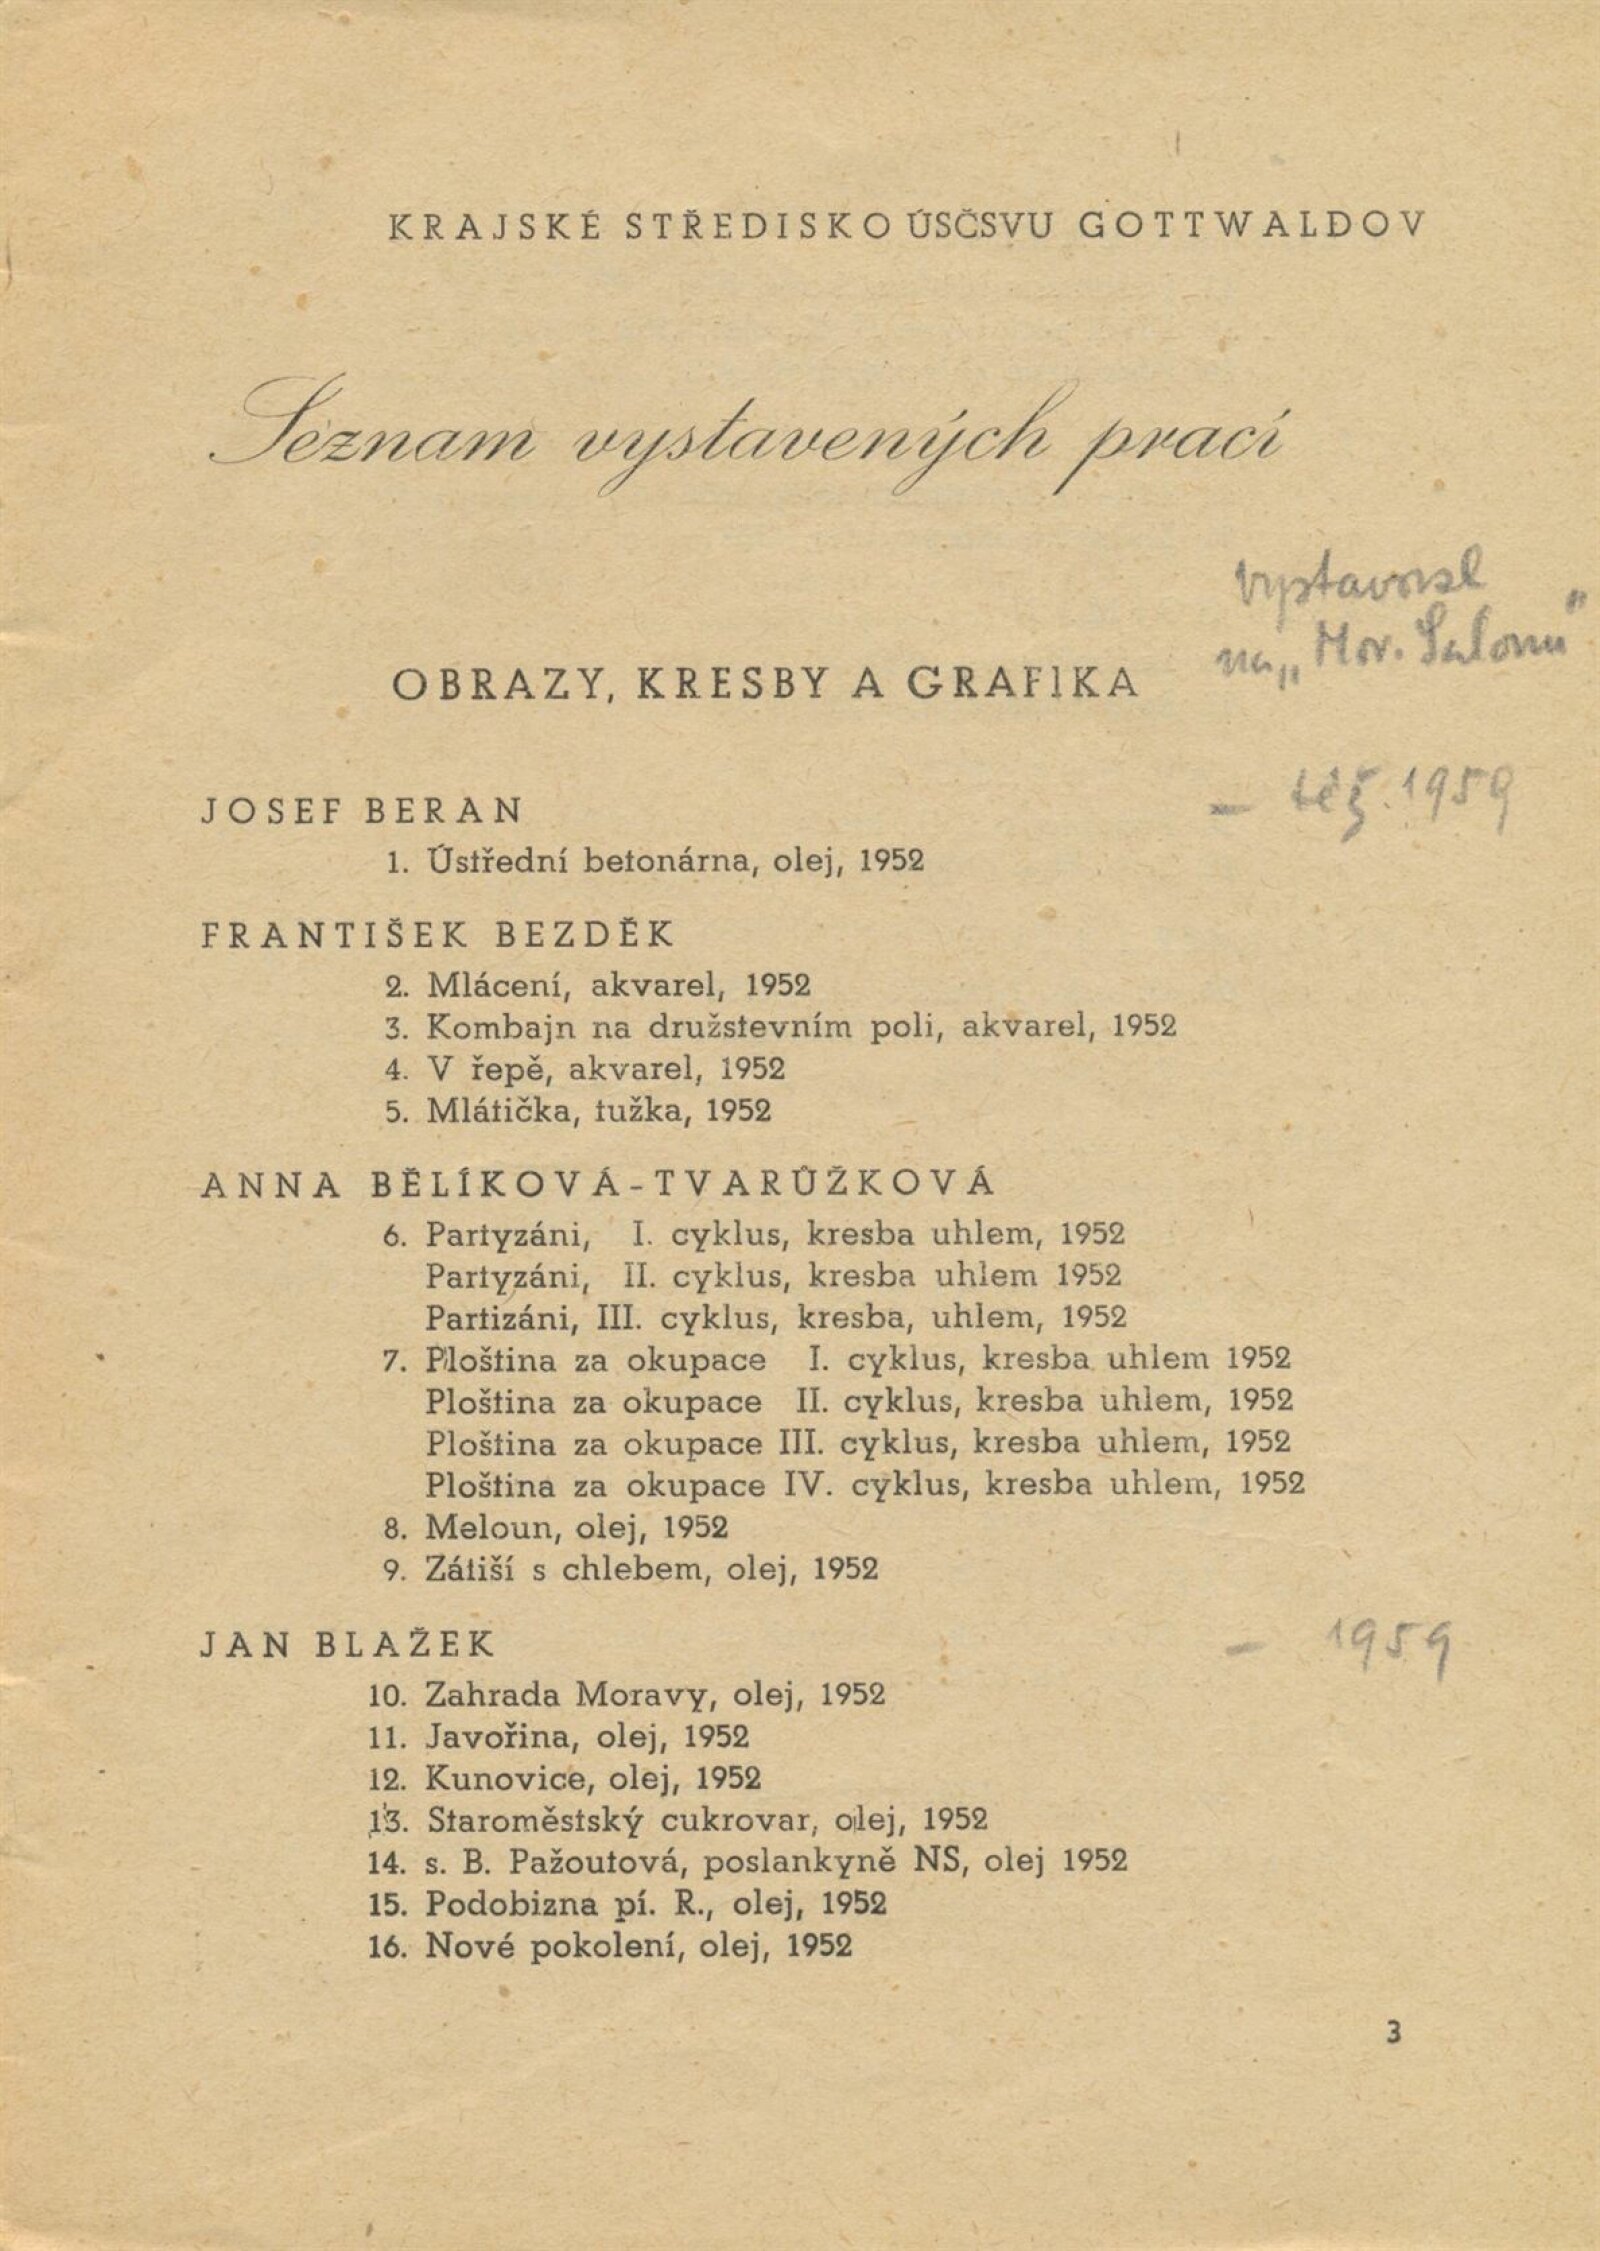 KRAJSKÉ STŘEDISKO ÚSČSVU GOTTWALDOV
Seznam vystavených prací
vystavoval
na „Mor. Salonu"
OBRAZY, KRESBY A GRAFIKA
JOSEF BERAN – též. 1959
1. Ústřední betonárna, olej, 1952
FRANTIŠEK BEZDĚK
2. Mlácení, akvarel, 1952
3. Kombajn na družstevním poli, akvarel, 1952
4. V řepě, akvarel, 1952
5. Mlátička, tužka, 1952
ANNA BĚLÍKOVÁ-TVARŮŽKOVÁ
6. Partyzáni, I. cyklus, kresba uhlem, 1952
Partyzáni, II. cyklus, kresba uhlem 1952
Partizáni, III. cyklus, kresba, uhlem, 1952
7. Ploština za okupace I. cyklus, kresba uhlem 1952
Ploština za okupace II. cyklus, kresba uhlem, 1952
Ploština za okupace III. cyklus, kresba uhlem, 1952
Ploština za okupace IV. cyklus, kresba uhlem, 1952
8. Meloun, olej, 1952
9. Zátiší s chlebem, olej, 1952
JAN BLAŽEK – 1959
10. Zahrada Moravy, olej, 1952
11. Javořina, olej, 1952
12. Kunovice, olej, 1952
13. Staroměstský cukrovar, olej, 1952
14. s. B. Pažoutová, poslankyně NS, olej 1952
15. Podobizna pí. R., olej, 1952
16. Nové pokolení, olej, 1952
3